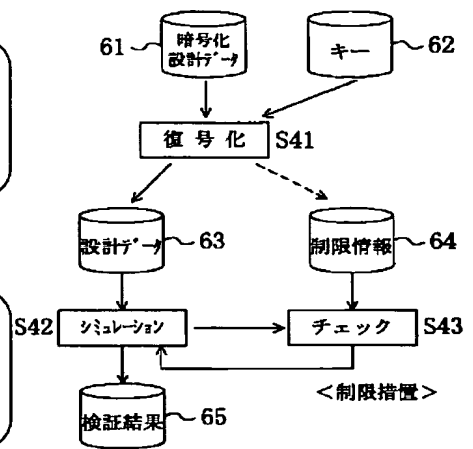 61
暗号化
設計データ
キー
62
復号化
S41
設計データ
63
制限情報
64
S42
シミュレーション
チェック
S43
<制限措置>
検証結果
65